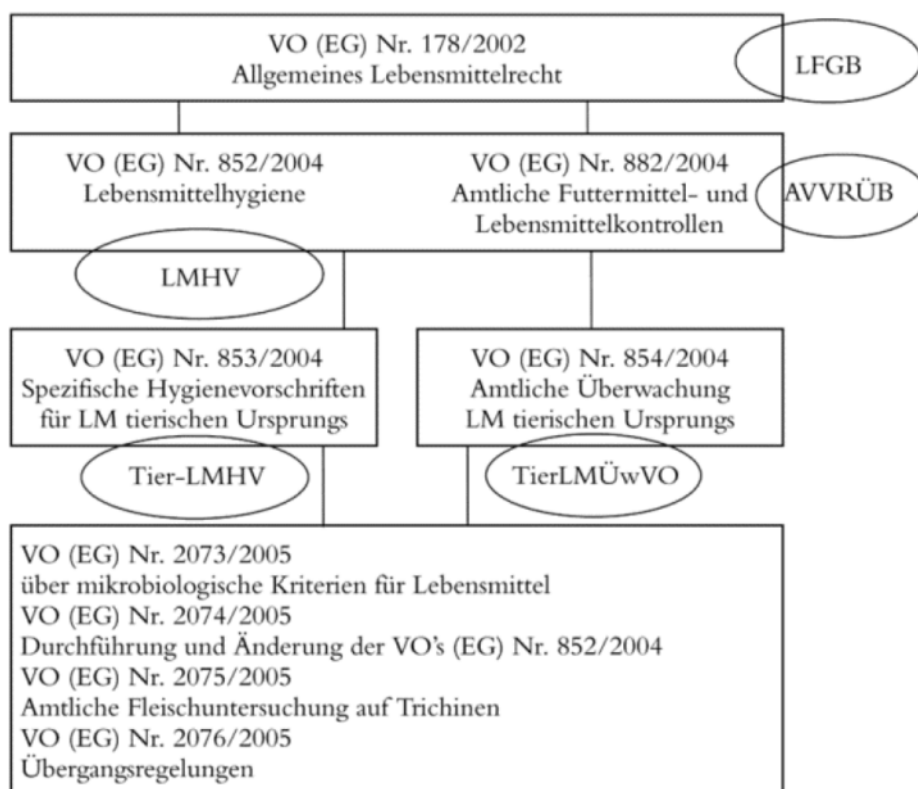 VO (EG) Nr. 178/2002
Allgemeines Lebensmittelrecht
LFGB
VO (EG) Nr. 852/2004
Lebensmittelhygiene
VO (EG) Nr. 882/2004
Amtliche Futtermittel- und
Lebensmittelkontrollen
AVVRÜB
LMHV
VO (EG) Nr. 853/2004
Spezifische Hygienevorschriften
für LM tierischen Ursprungs
VO (EG) Nr. 854/2004
Amtliche Überwachung
LM tierischen Ursprungs
Tier-LMHV
TierLMÜwVO
VO (EG) Nr. 2073/2005
über mikrobiologische Kriterien für Lebensmittel
VO (EG) Nr. 2074/2005
Durchführung und Änderung der VO’s (EG) Nr. 852/2004
VO (EG) Nr. 2075/2005
Amtliche Fleischuntersuchung auf Trichinen
VO (EG) Nr. 2076/2005
Übergangsregelungen